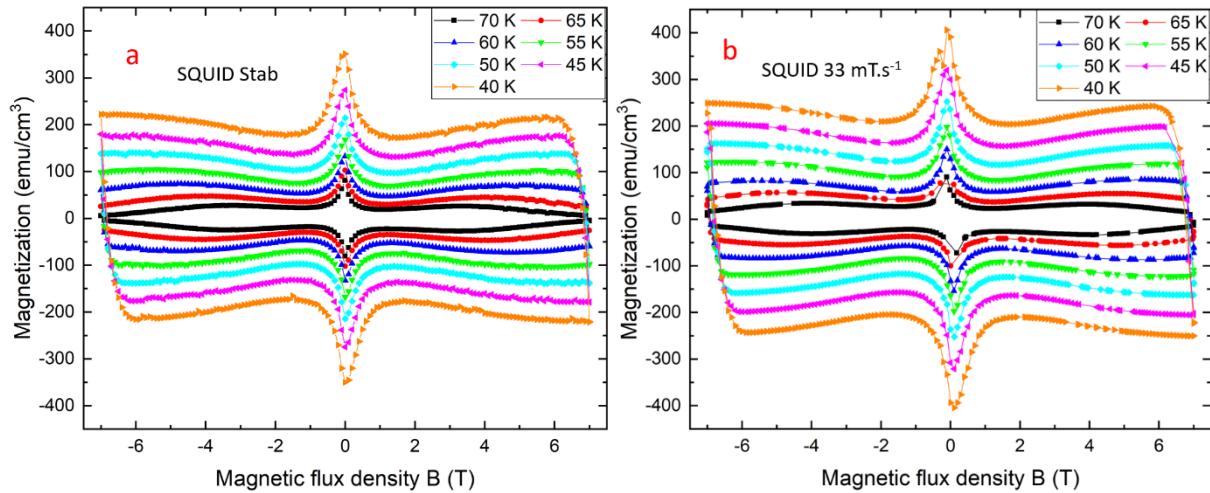 a
SQUID Stab
70 K 65 K
60 K 55 K
50 K 45 K
40 K
400
300
200
100
0
-100
-200
-300
-400
-6 -4 -2 0 2 4 6
Magnetization (emu/cm³)
Magnetic flux density B (T)
b
SQUID 33 mT.s⁻¹
70 K 65 K
60 K 55 K
50 K 45 K
40 K
400
300
200
100
0
-100
-200
-300
-400
-6 -4 -2 0 2 4 6
Magnetization (emu/cm³)
Magnetic flux density B (T)